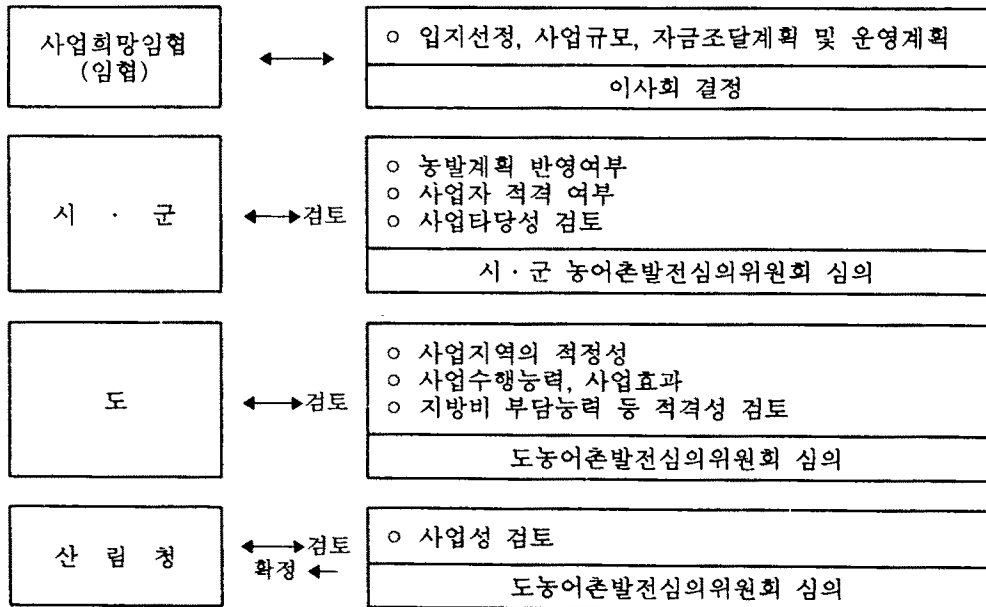 사업희망임협
(임협)
○ 입지선정, 사업규모, 자금조달계획 및 운영계획
이사회 결정
시 · 군
검토
○ 농발계획 반영여부
○ 사업자 적격 여부
○ 사업타당성 검토
시 · 군 농어촌발전심의위원회 심의
도
검토
○ 사업지역의 적정성
○ 사업수행능력, 사업효과
○ 지방비 부담능력 등 적격성 검토
도농어촌발전심의위원회 심의
산 림 청
검토
확정
○ 사업성 검토
도농어촌발전심의위원회 심의